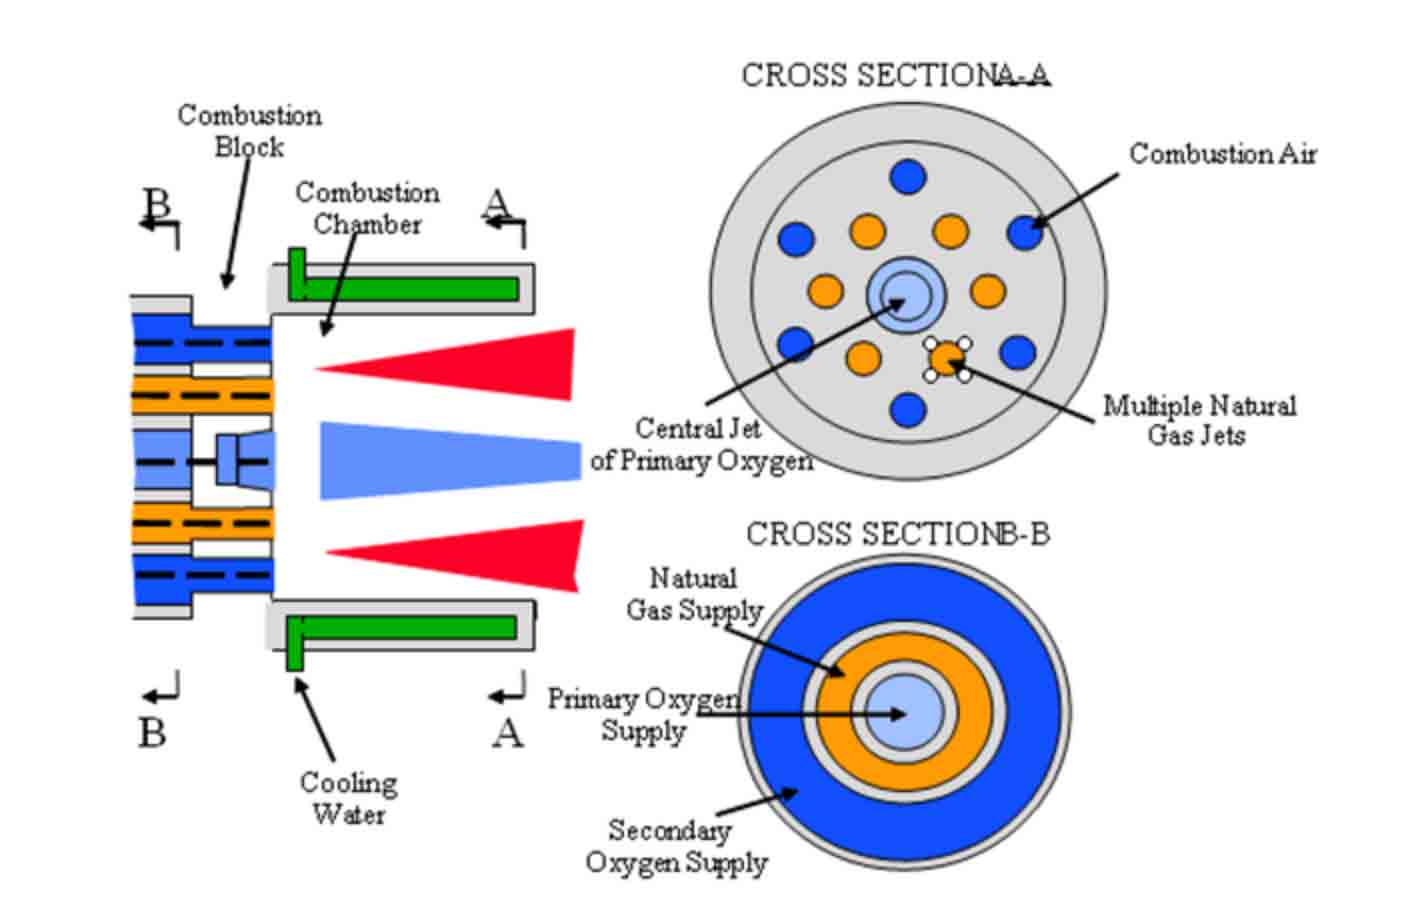 CROSS SECTIONA-A
Combustion
Block
Combustion
Chamber
B
A
Combustion Air
Central Jet
of Primary Oxygen
Multiple Natural
Gas Jets
CROSS SECTIONB-B
Natural
Gas Supply
Primary Oxygen
Supply
B
A
Cooling
Water
Secondary
Oxygen Supply